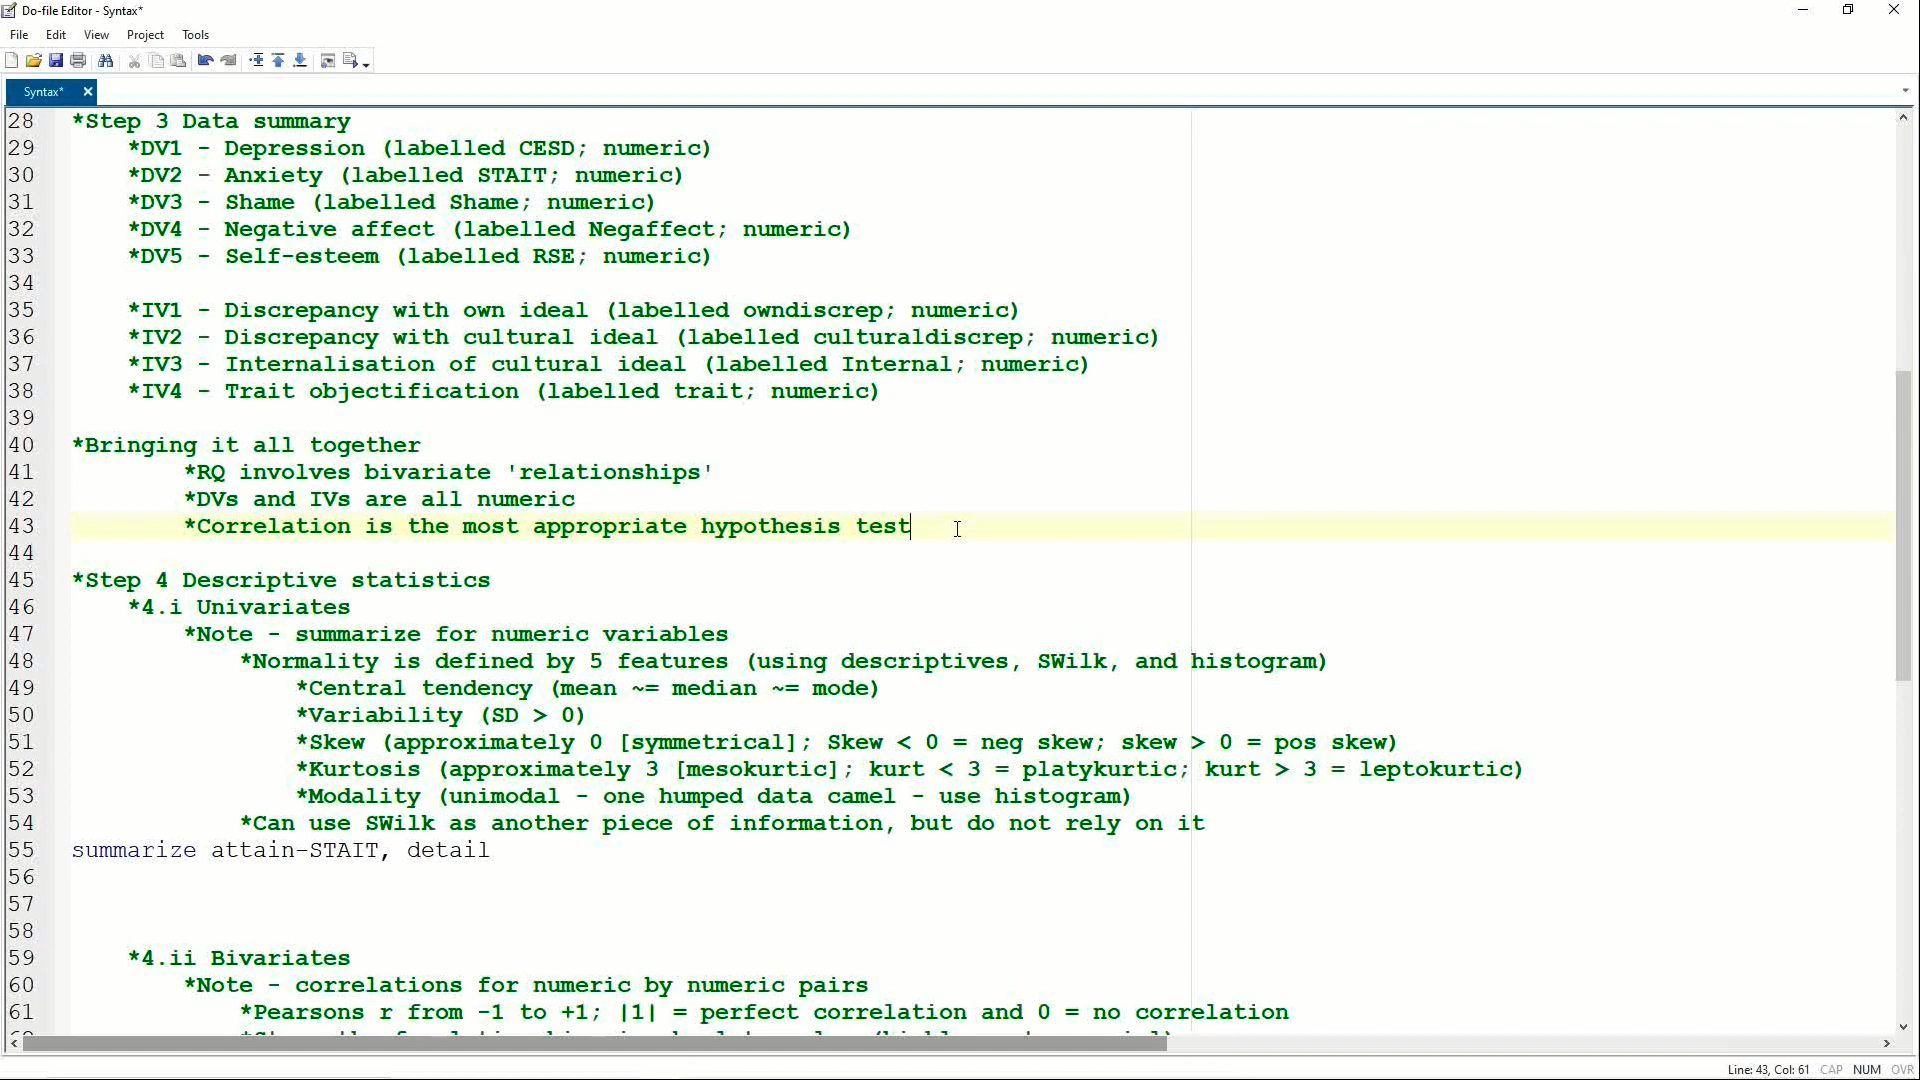 Do-file Editor - Syntax*
File Edit View Project Tools
Syntax*
28 *Step 3 Data summary
29 *DV1 - Depression (labelled CESD; numeric)
30 *DV2 - Anxiety (labelled STAIT; numeric)
31 *DV3 - Shame (labelled Shame; numeric)
32 *DV4 - Negative affect (labelled Negaffect; numeric)
33 *DV5 - Self-esteem (labelled RSE; numeric)
34
35 *IV1 - Discrepancy with own ideal (labelled owndiscrep; numeric)
36 *IV2 - Discrepancy with cultural ideal (labelled culturaldiscrep; numeric)
37 *IV3 - Internalisation of cultural ideal (labelled Internal; numeric)
38 *IV4 - Trait objectification (labelled trait; numeric)
39
40 *Bringing it all together
41 *RQ involves bivariate 'relationships'
42 *DVs and IVs are all numeric
43 *Correlation is the most appropriate hypothesis test
44
45 *Step 4 Descriptive statistics
46 *4.i Univariates
47 *Note - summarize for numeric variables
48 *Normality is defined by 5 features (using descriptives, SWilk, and histogram)
49 *Central tendency (mean ~= median ~= mode)
50 *Variability (SD > 0)
51 *Skew (approximately 0 [symmetrical]; Skew < 0 = neg skew; skew > 0 = pos skew)
52 *Kurtosis (approximately 3 [mesokurtic]; kurt < 3 = platykurtic; kurt > 3 = leptokurtic)
53 *Modality (unimodal - one humped data camel - use histogram)
54 *Can use SWilk as another piece of information, but do not rely on it
55 summarize attain-STAIT, detail
56
57
58
59 *4.ii Bivariates
60 *Note - correlations for numeric by numeric pairs
61 *Pearsons r from -1 to +1; |1| = perfect correlation and 0 = no correlation
Line: 43, Col: 61 CAP NUM OVR